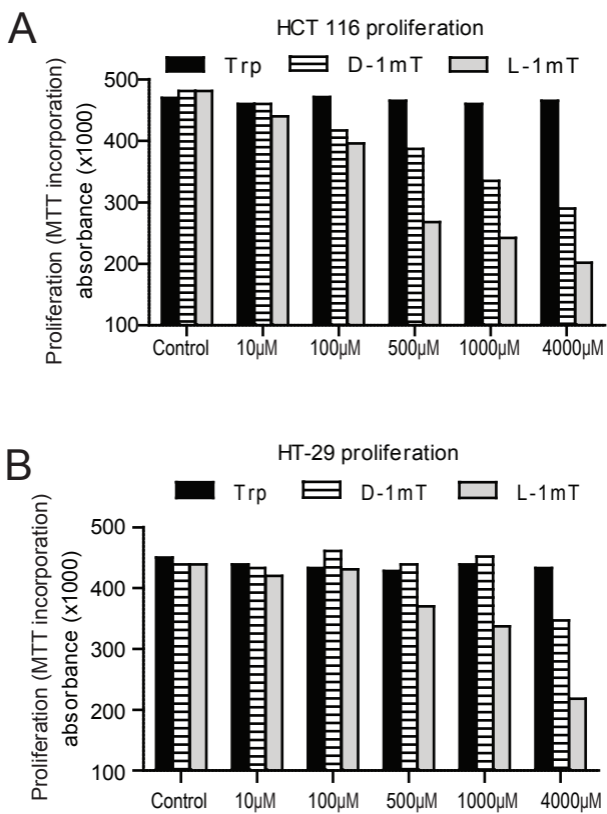 A
HCT 116 proliferation
Trp D-1mT L-1mT
Proliferation (MTT incorporation)
absorbance (x1000)
500
400
300
200
100
Control 10µM 100µM 500µM 1000µM 4000µM
B
HT-29 proliferation
Trp D-1mT L-1mT
Proliferation (MTT incorporation)
absorbance (x1000)
500
400
300
200
100
Control 10µM 100µM 500µM 1000µM 4000µM